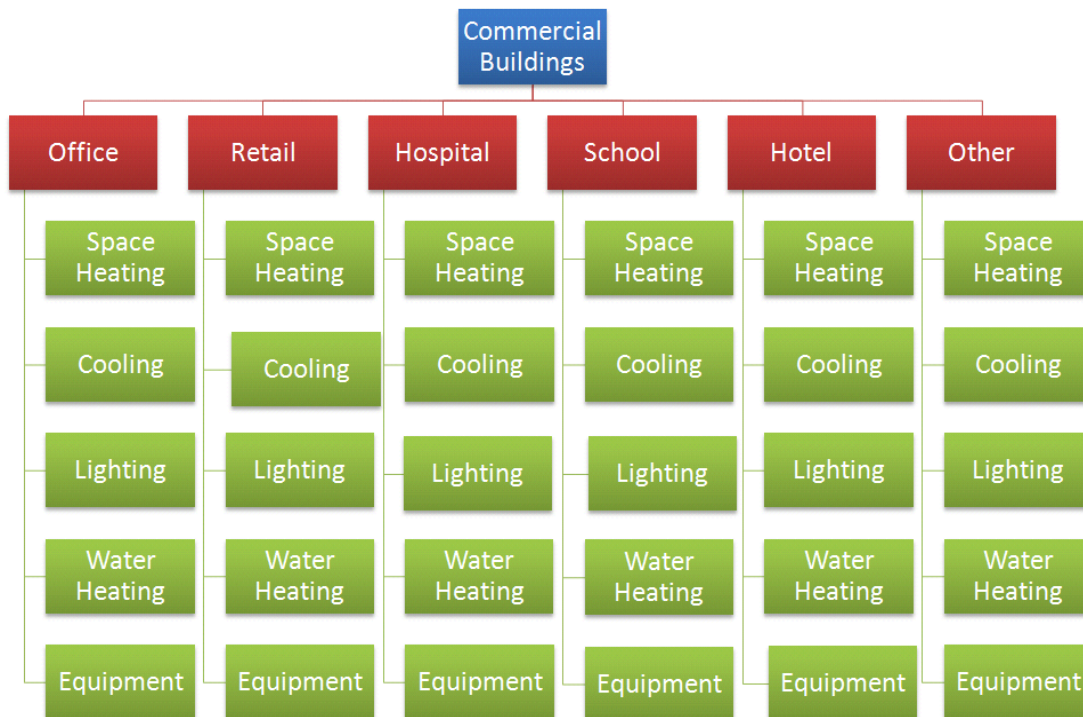 Commercial
Buildings
Office
Retail
Hospital
School
Hotel
Other
Space
Heating
Space
Heating
Space
Heating
Space
Heating
Space
Heating
Space
Heating
Cooling
Cooling
Cooling
Cooling
Cooling
Cooling
Lighting
Lighting
Lighting
Lighting
Lighting
Lighting
Water
Heating
Water
Heating
Water
Heating
Water
Heating
Water
Heating
Water
Heating
Equipment
Equipment
Equipment
Equipment
Equipment
Equipment